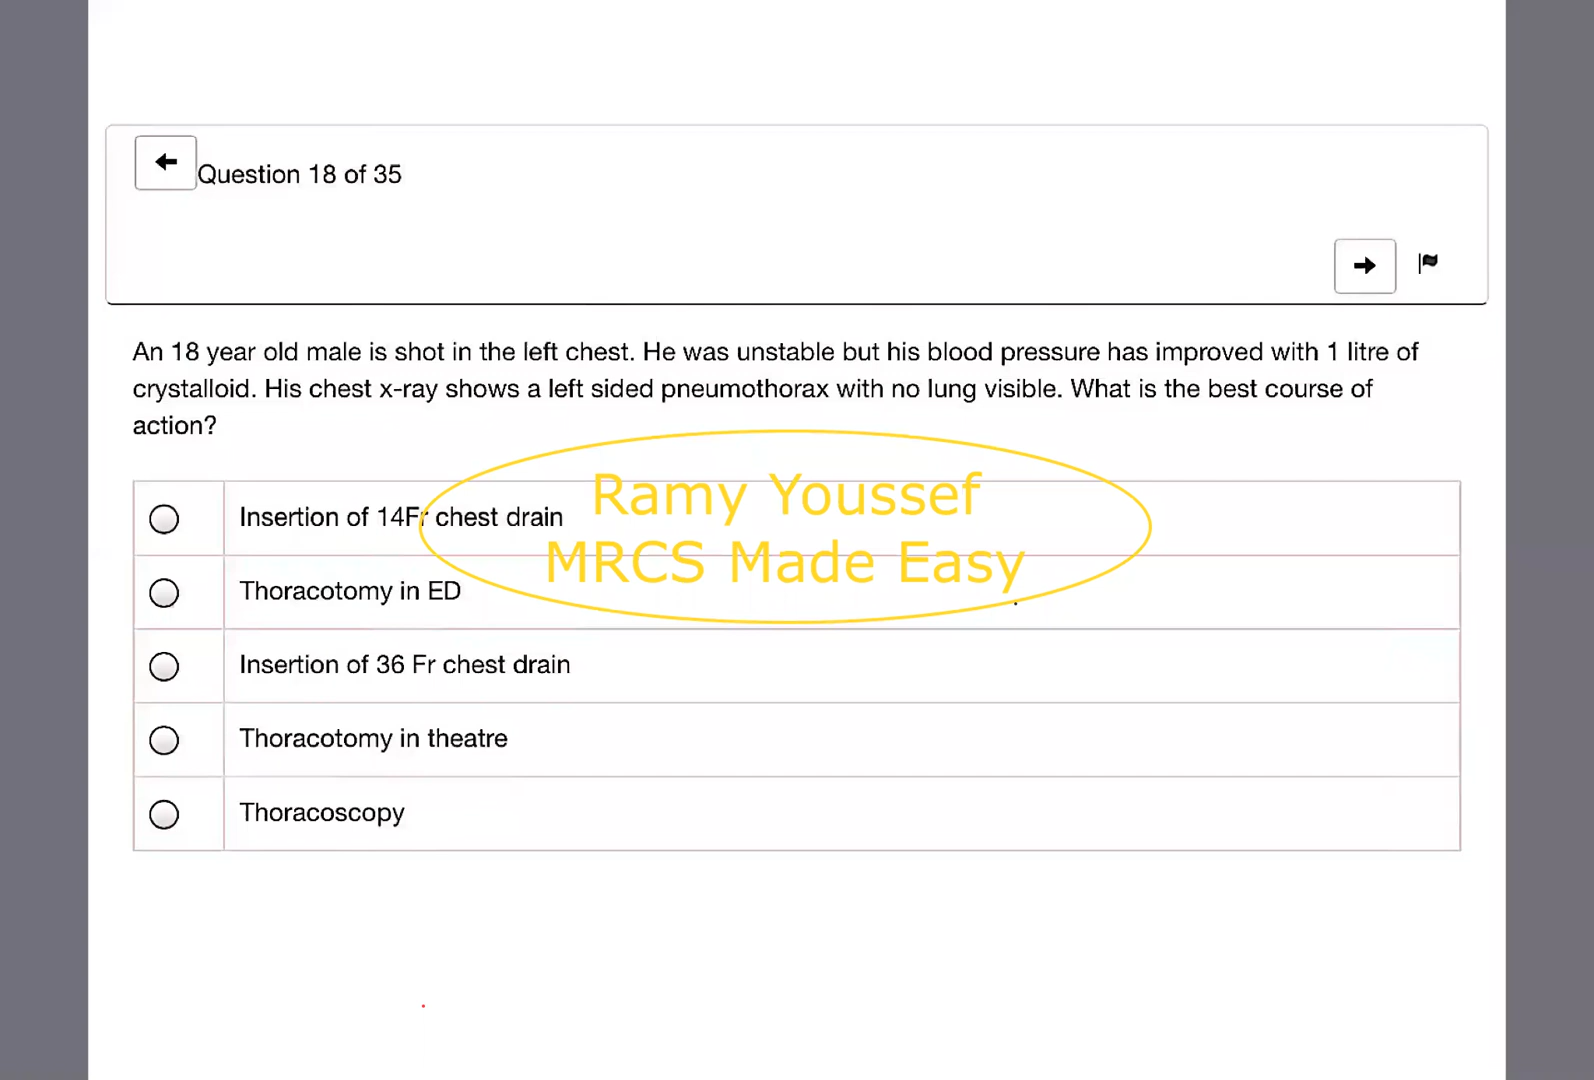 Question 18 of 35
An 18 year old male is shot in the left chest. He was unstable but his blood pressure has improved with 1 litre of
crystalloid. His chest x-ray shows a left sided pneumothorax with no lung visible. What is the best course of
action?
Ramy Youssef
MRCS Made Easy
Insertion of 14Fr chest drain
Thoracotomy in ED
Insertion of 36 Fr chest drain
Thoracotomy in theatre
Thoracoscopy